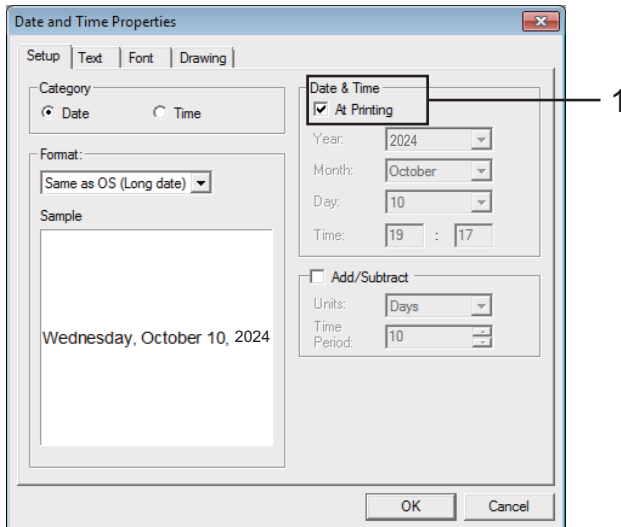 Date and Time Properties
Setup Text Font Drawing
Category
Date Time
Format:
Same as OS (Long date)
Sample
Wednesday, October 10, 2024
Date & Time
At Printing
1
Year: 2024
Month: October
Day: 10
Time: 19 : 17
Add/Subtract
Units: Days
Time
Period: 10
OK Cancel